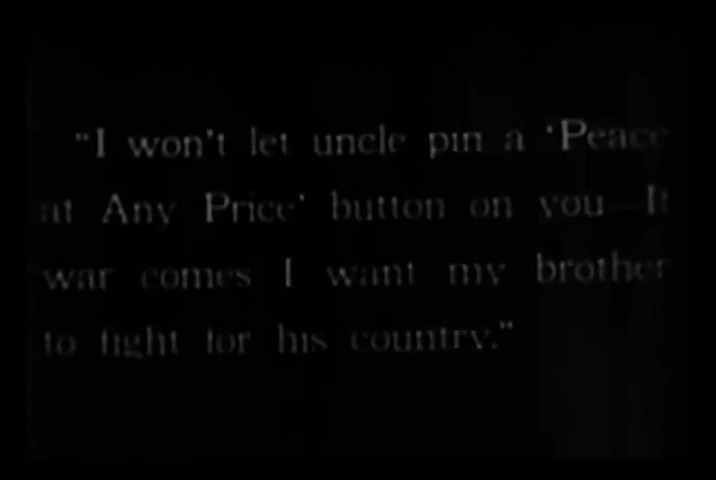 "I won't let uncle pin a 'Peace
at Any Price' button on you—If
war comes I want my brother
to fight for his country."